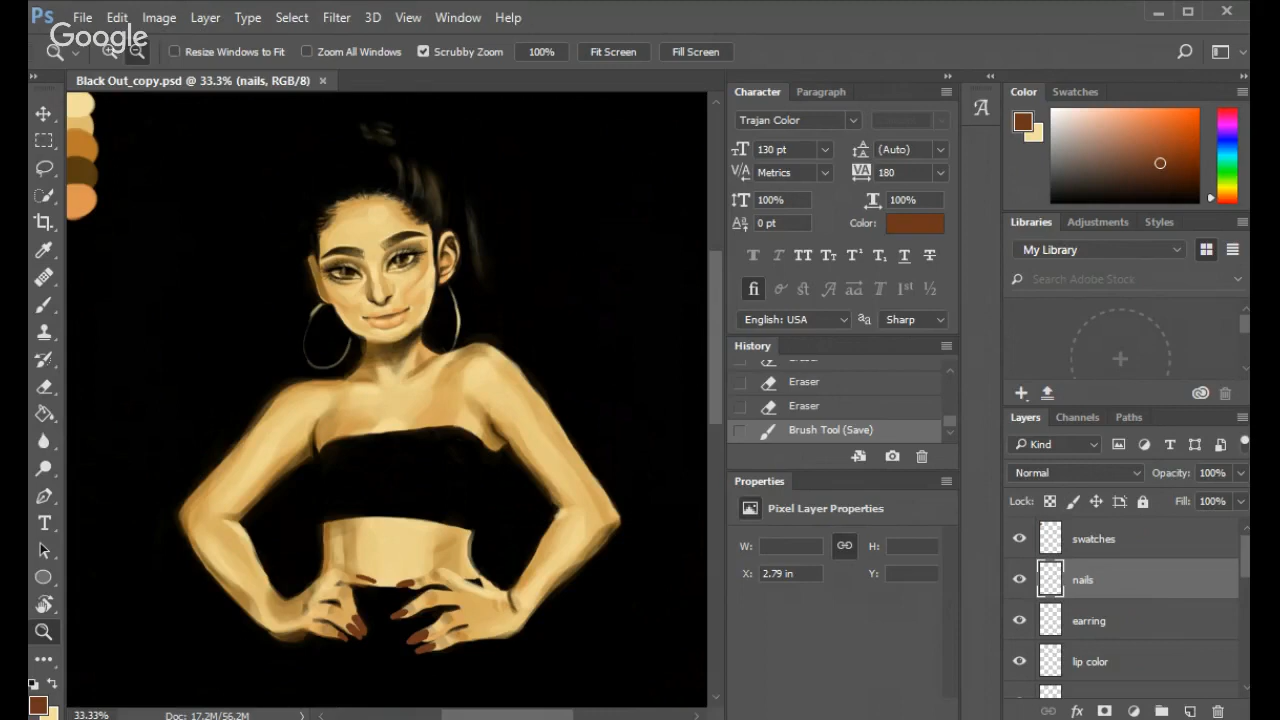 Ps File Edit Image Layer Type Select Filter 3D View Window Help
Google
Resize Windows to Fit Zoom All Windows Scrubby Zoom 100% Fit Screen Fill Screen
Black Out_copy.psd @ 33.3% (nails, RGB/8) ×
Character Paragraph
Trajan Color
130 pt (Auto)
Metrics 180
100% 100%
0 pt Color:
English: USA Sharp
History
Eraser
Eraser
Eraser
Brush Tool (Save)
Properties
Pixel Layer Properties
W: H:
X: 2.79 in Y:
Color Swatches
Libraries Adjustments Styles
My Library
Search Adobe Stock
Layers Channels Paths
Kind
Normal Opacity: 100%
Lock: Fill: 100%
swatches
nails
earring
lip color
33.33% Doc: 17.2M/56.2M